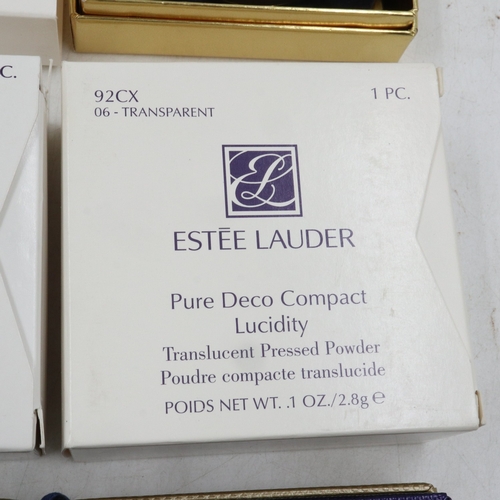 C.
92CX
1 PC.
06 - TRANSPARENT
EL
ESTĒE LAUDER
Pure Deco Compact
Lucidity
Translucent Pressed Powder
Poudre compacte translucide
POIDS NET WT. .1 OZ./2.8g ℮